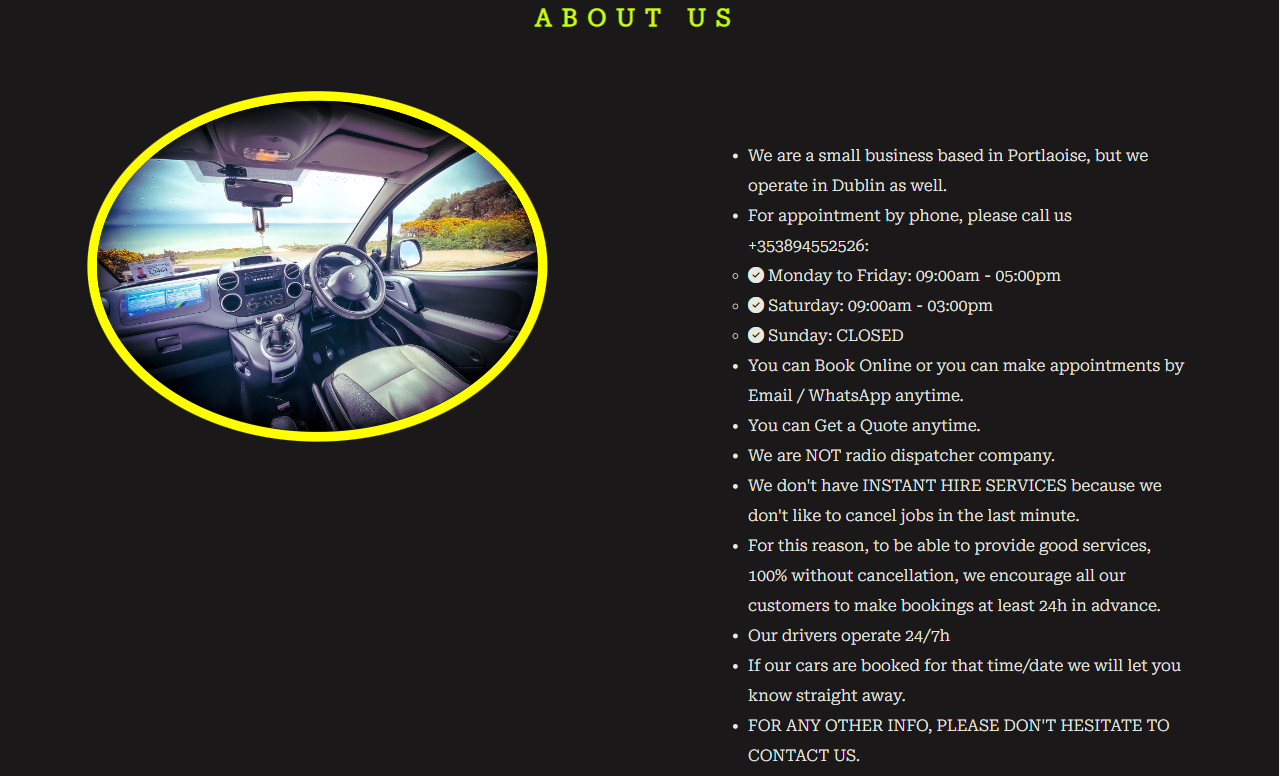 ABOUT US
We are a small business based in Portlaoise, but we
operate in Dublin as well.
For appointment by phone, please call us
+353894552526:
Monday to Friday: 09:00am - 05:00pm
Saturday: 09:00am - 03:00pm
Sunday: CLOSED
You can Book Online or you can make appointments by
Email / WhatsApp anytime.
You can Get a Quote anytime.
We are NOT radio dispatcher company.
We don't have INSTANT HIRE SERVICES because we
don't like to cancel jobs in the last minute.
For this reason, to be able to provide good services,
100% without cancellation, we encourage all our
customers to make bookings at least 24h in advance.
Our drivers operate 24/7h
If our cars are booked for that time/date we will let you
know straight away.
FOR ANY OTHER INFO, PLEASE DON'T HESITATE TO
CONTACT US.